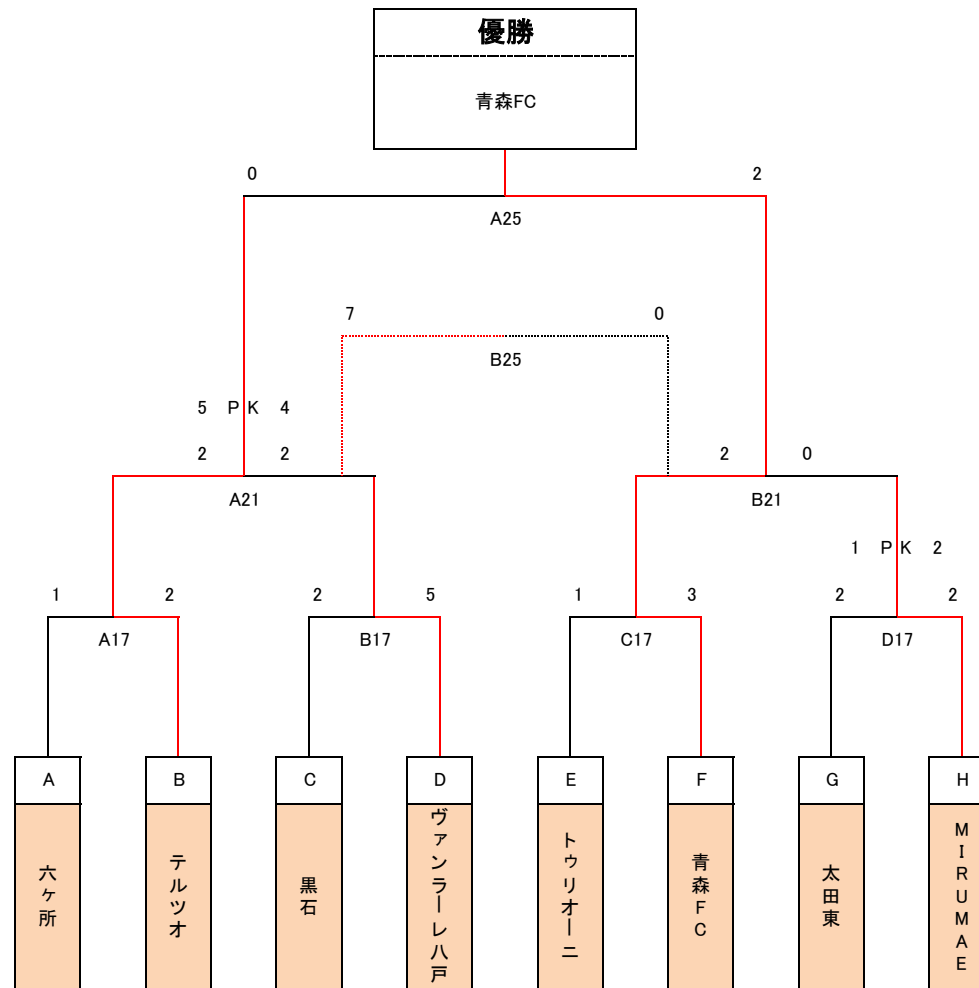 優勝
青森FC
0 2
A25
7 0
B25
5 PK 4
2 2 2 0
A21 B21
1 PK 2
1 2 2 5 1 3 2 2
A17 B17 C17 D17
A B C D E F G H
六ヶ所
テルツオ
黒石
ヴァンラーレ八戸
トゥリオーニ
青森FC
太田東
MIRUMAE